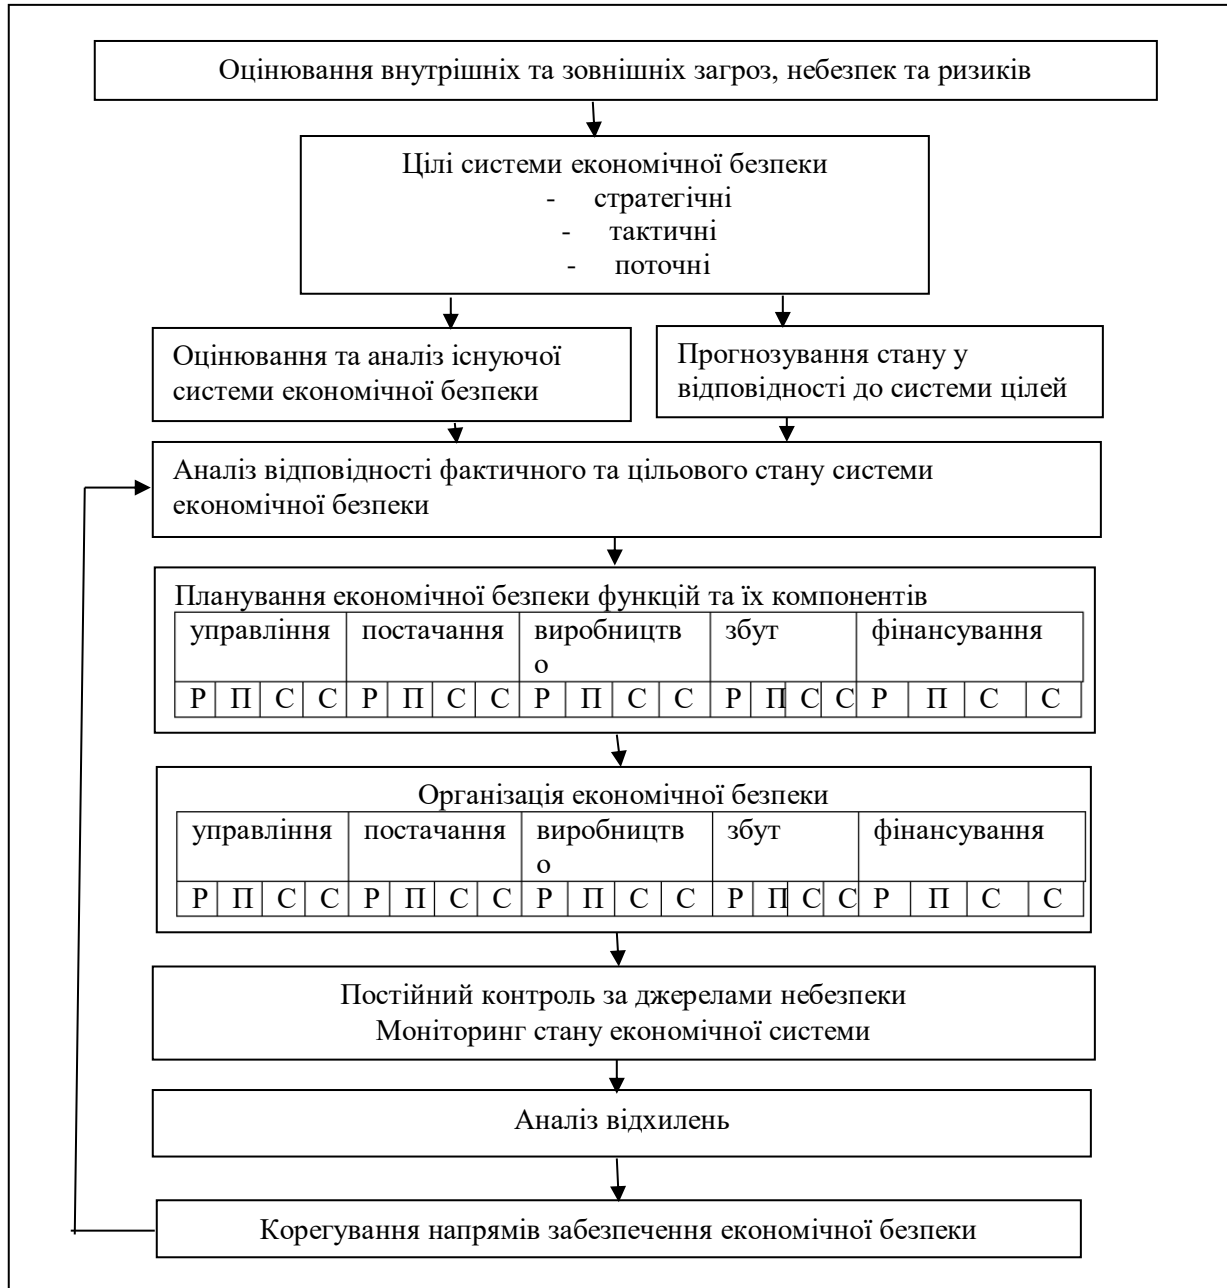 Оцінювання внутрішніх та зовнішніх загроз, небезпек та ризиків
Цілі системи економічної безпеки
- стратегічні
- тактичні
- поточні
Оцінювання та аналіз існуючої
системи економічної безпеки
Прогнозування стану у
відповідності до системи цілей
Аналіз відповідності фактичного та цільового стану системи
економічної безпеки
Планування економічної безпеки функцій та їх компонентів
управління постачання виробництв збут фінансування
о
Р П С С Р П С С Р П С С Р П С С Р П С С
Організація економічної безпеки
управління постачання виробництв збут фінансування
о
Р П С С Р П С С Р П С С Р П С С Р П С С
Постійний контроль за джерелами небезпеки
Моніторинг стану економічної системи
Аналіз відхилень
Корегування напрямів забезпечення економічної безпеки